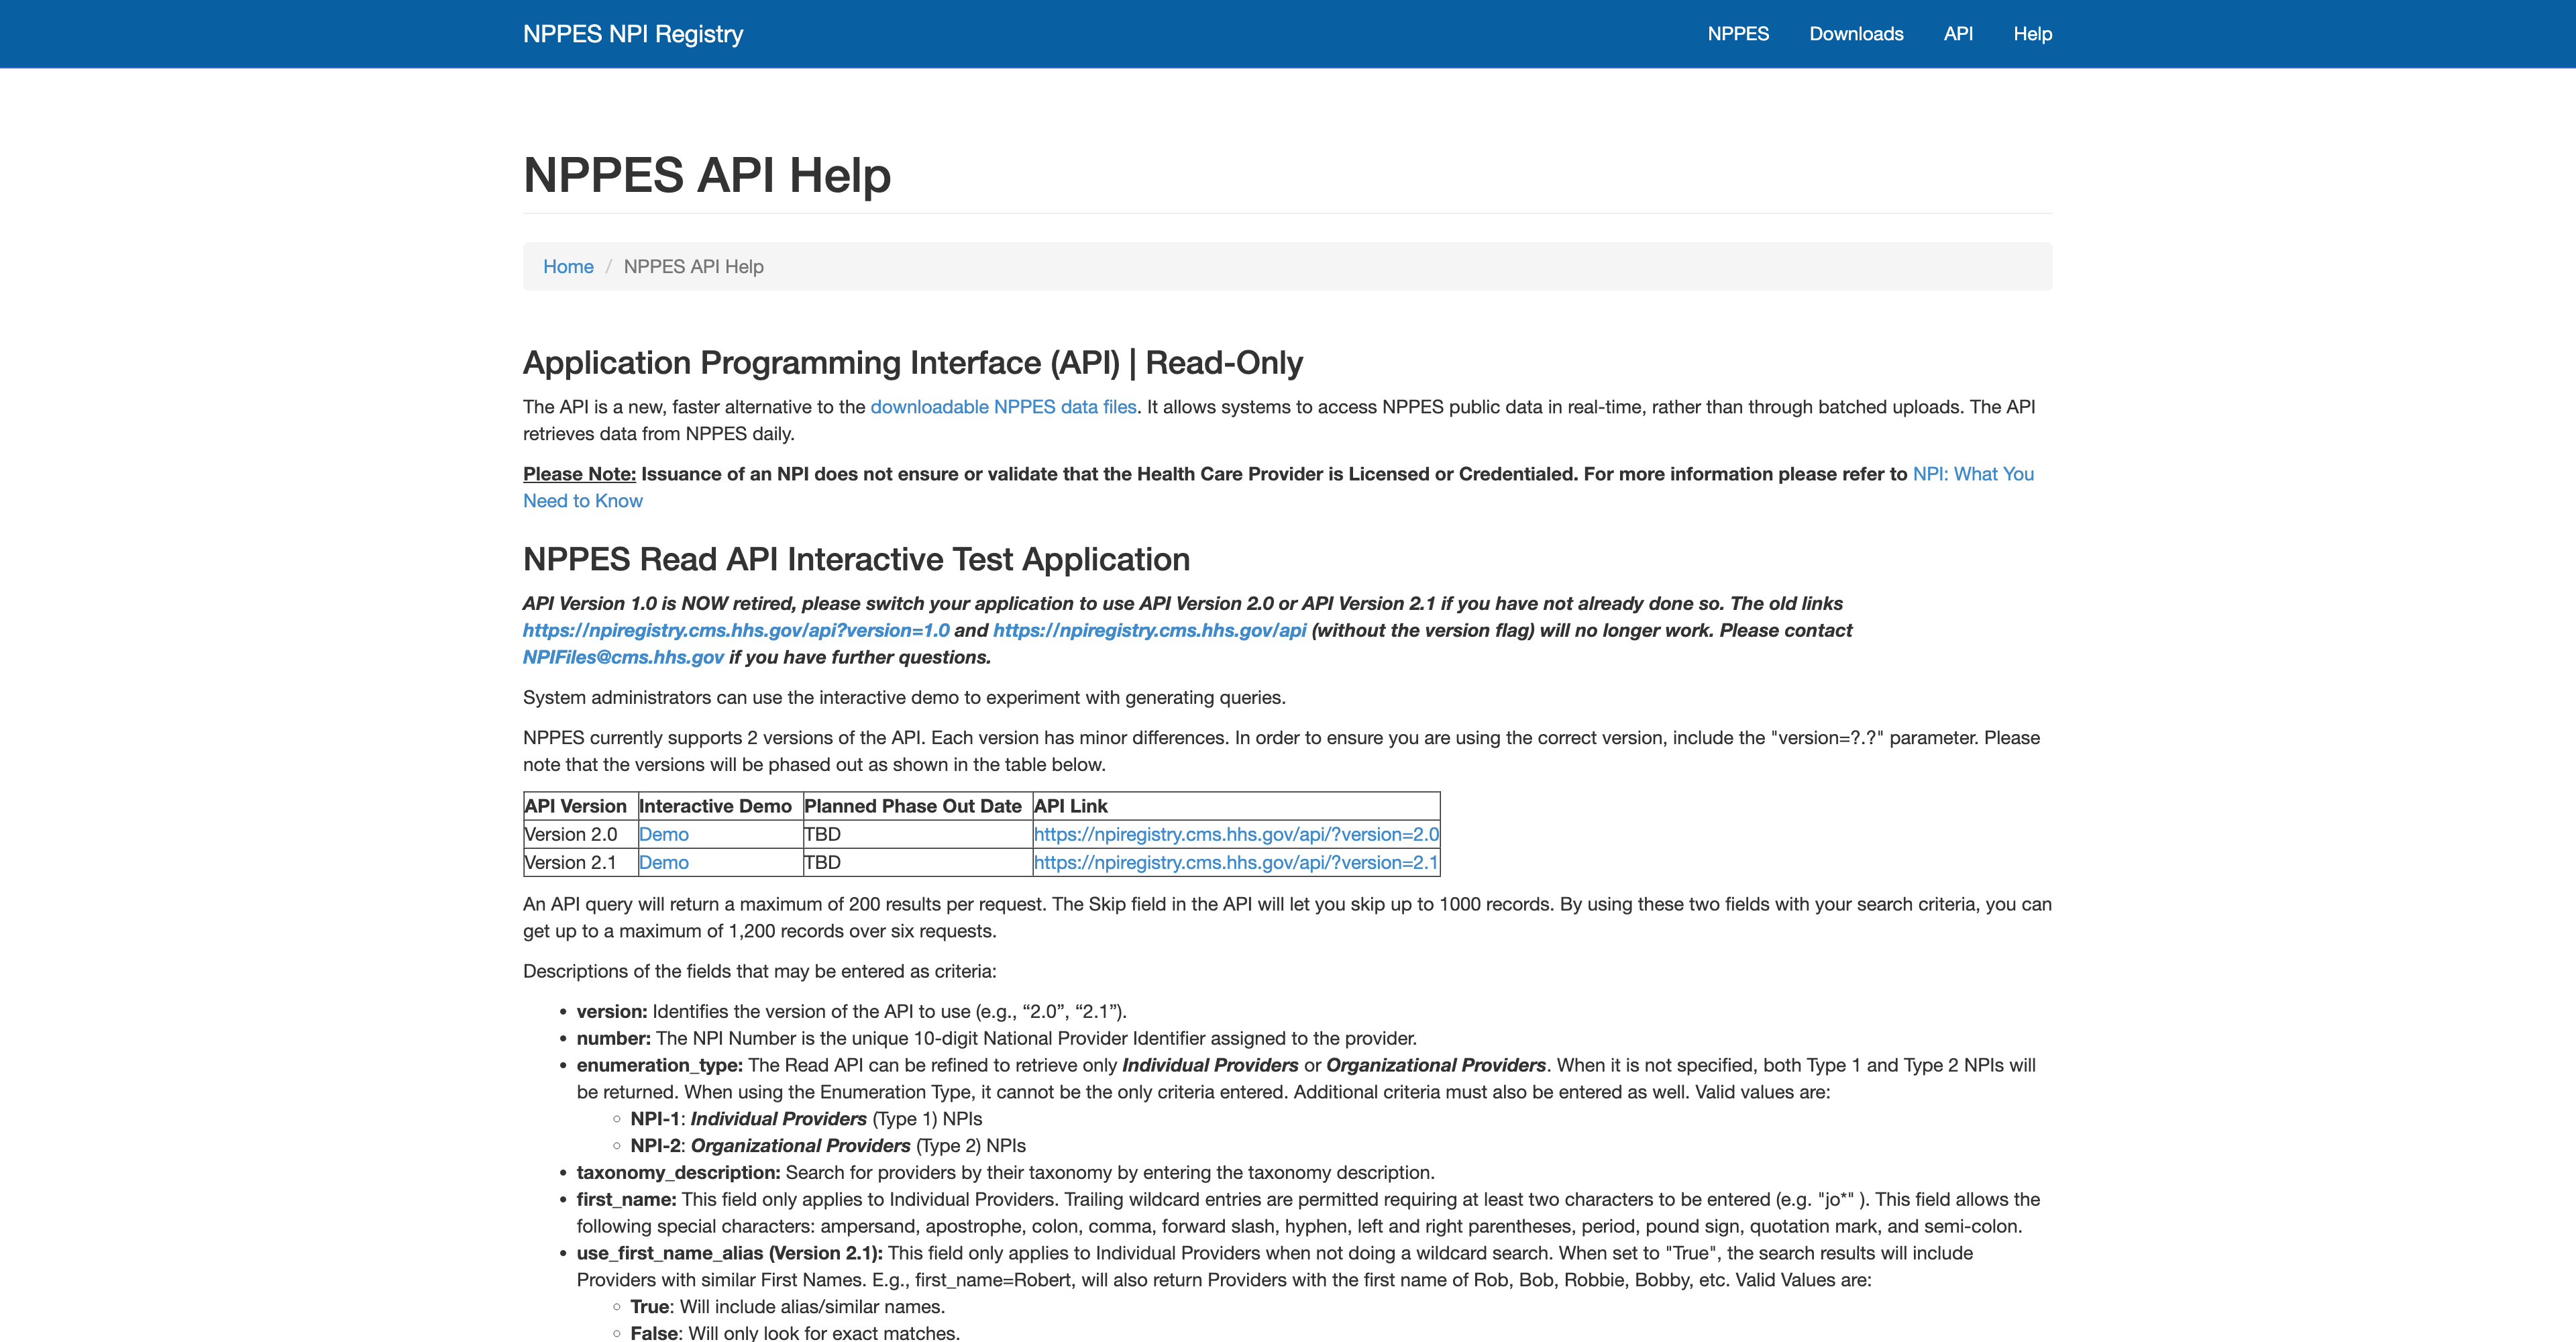 NPPES NPI Registry
NPPES Downloads API Help
NPPES API Help
Home / NPPES API Help
Application Programming Interface (API) | Read-Only
The API is a new, faster alternative to the downloadable NPPES data files. It allows systems to access NPPES public data in real-time, rather than through batched uploads. The API
retrieves data from NPPES daily.
Please Note: Issuance of an NPI does not ensure or validate that the Health Care Provider is Licensed or Credentialed. For more information please refer to NPI: What You
Need to Know
NPPES Read API Interactive Test Application
API Version 1.0 is NOW retired, please switch your application to use API Version 2.0 or API Version 2.1 if you have not already done so. The old links
https://npiregistry.cms.hhs.gov/api?version=1.0 and https://npiregistry.cms.hhs.gov/api (without the version flag) will no longer work. Please contact
NPIFiles@cms.hhs.gov if you have further questions.
System administrators can use the interactive demo to experiment with generating queries.
NPPES currently supports 2 versions of the API. Each version has minor differences. In order to ensure you are using the correct version, include the "version=?.?" parameter. Please
note that the versions will be phased out as shown in the table below.
API Version Interactive Demo Planned Phase Out Date API Link
Version 2.0 Demo TBD https://npiregistry.cms.hhs.gov/api/?version=2.0
Version 2.1 Demo TBD https://npiregistry.cms.hhs.gov/api/?version=2.1
An API query will return a maximum of 200 results per request. The Skip field in the API will let you skip up to 1000 records. By using these two fields with your search criteria, you can
get up to a maximum of 1,200 records over six requests.
Descriptions of the fields that may be entered as criteria:
• version: Identifies the version of the API to use (e.g., “2.0”, “2.1”).
• number: The NPI Number is the unique 10-digit National Provider Identifier assigned to the provider.
• enumeration_type: The Read API can be refined to retrieve only Individual Providers or Organizational Providers. When it is not specified, both Type 1 and Type 2 NPIs will
be returned. When using the Enumeration Type, it cannot be the only criteria entered. Additional criteria must also be entered as well. Valid values are:
◦ NPI-1: Individual Providers (Type 1) NPIs
◦ NPI-2: Organizational Providers (Type 2) NPIs
• taxonomy_description: Search for providers by their taxonomy by entering the taxonomy description.
• first_name: This field only applies to Individual Providers. Trailing wildcard entries are permitted requiring at least two characters to be entered (e.g. "jo*" ). This field allows the
following special characters: ampersand, apostrophe, colon, comma, forward slash, hyphen, left and right parentheses, period, pound sign, quotation mark, and semi-colon.
• use_first_name_alias (Version 2.1): This field only applies to Individual Providers when not doing a wildcard search. When set to "True", the search results will include
Providers with similar First Names. E.g., first_name=Robert, will also return Providers with the first name of Rob, Bob, Robbie, Bobby, etc. Valid Values are:
◦ True: Will include alias/similar names.
◦ False: Will only look for exact matches.